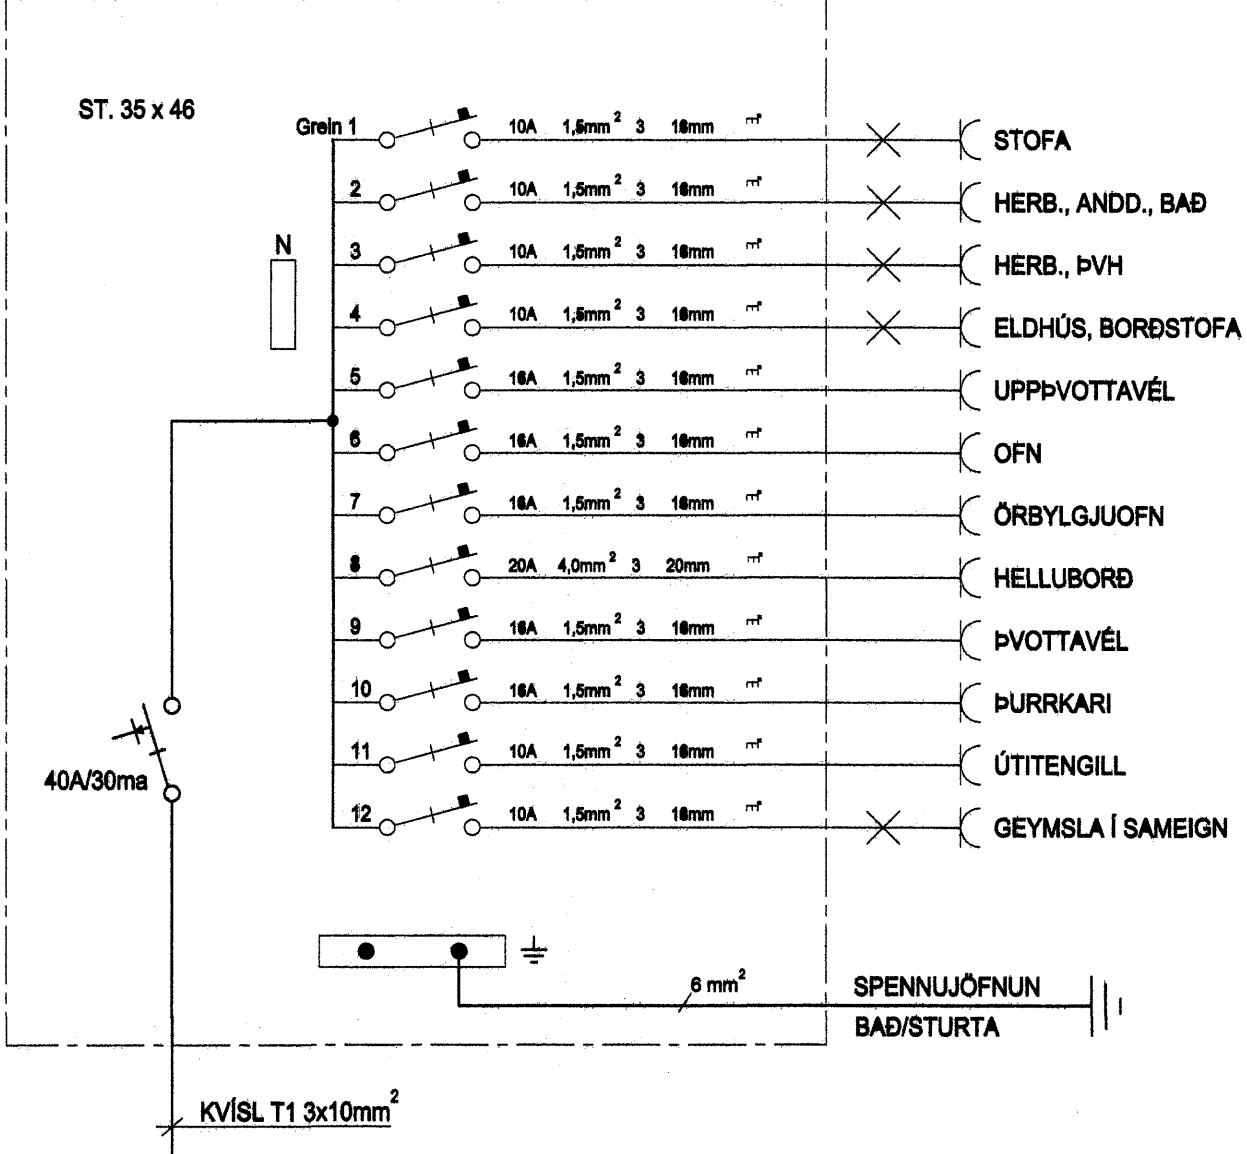 ST. 35 x 46
Grein 1 10A 1,5mm² 3 16mm STOFA
2 10A 1,5mm² 3 16mm HERB., ANDD., BAÐ
N
3 10A 1,5mm² 3 16mm HERB., ÞVH
4 10A 1,5mm² 3 16mm ELDHÚS, BORÐSTOFA
5 16A 1,5mm² 3 16mm UPPÞVOTTAVÉL
6 16A 1,5mm² 3 16mm OFN
7 16A 1,5mm² 3 16mm ÖRBYLGJUOFN
8 20A 4,0mm² 3 20mm HELLUBORÐ
9 16A 1,5mm² 3 16mm ÞVOTTAVÉL
10 16A 1,5mm² 3 16mm ÞURRKARI
11 10A 1,5mm² 3 16mm ÚTITENGILL
40A/30ma
12 10A 1,5mm² 3 16mm GEYMSLA Í SAMEIGN
6 mm² SPENNUJÖFNUN
BAÐ/STURTA
KVÍSL T1 3x10mm²